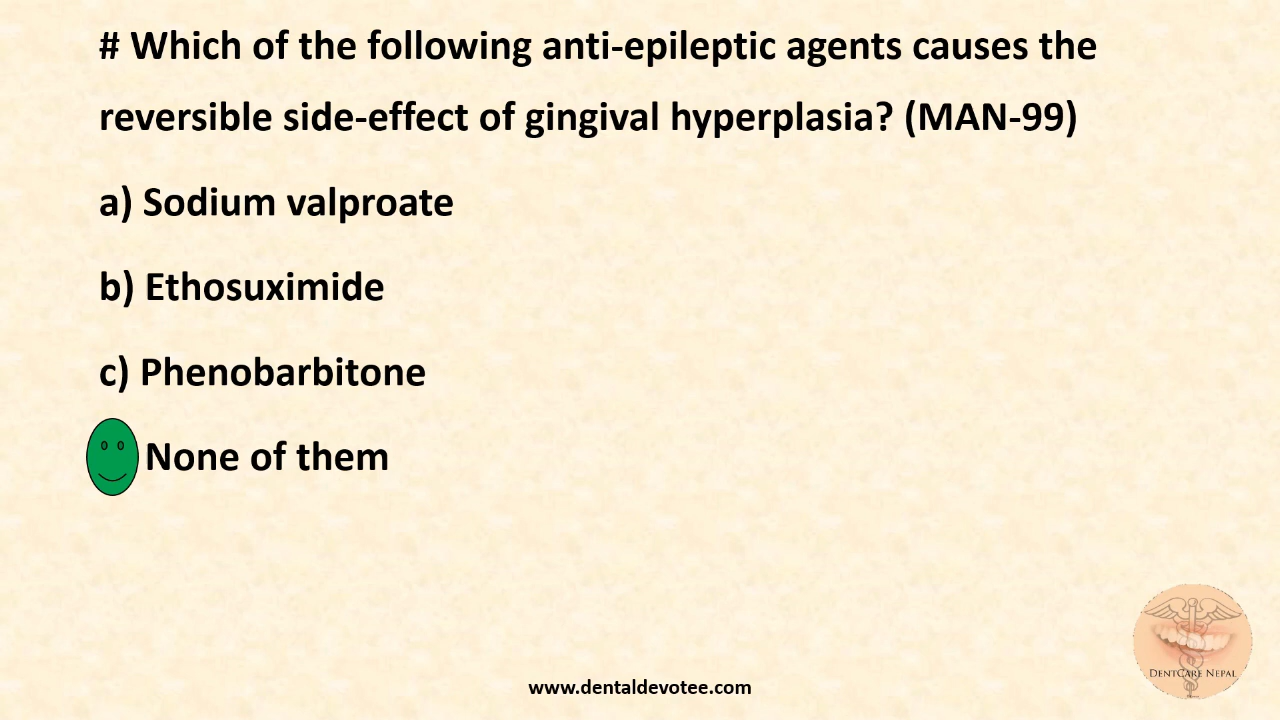 # Which of the following anti-epileptic agents causes the
reversible side-effect of gingival hyperplasia? (MAN-99)
a) Sodium valproate
b) Ethosuximide
c) Phenobarbitone
None of them
DentCare Nepal
www.dentaldevotee.com